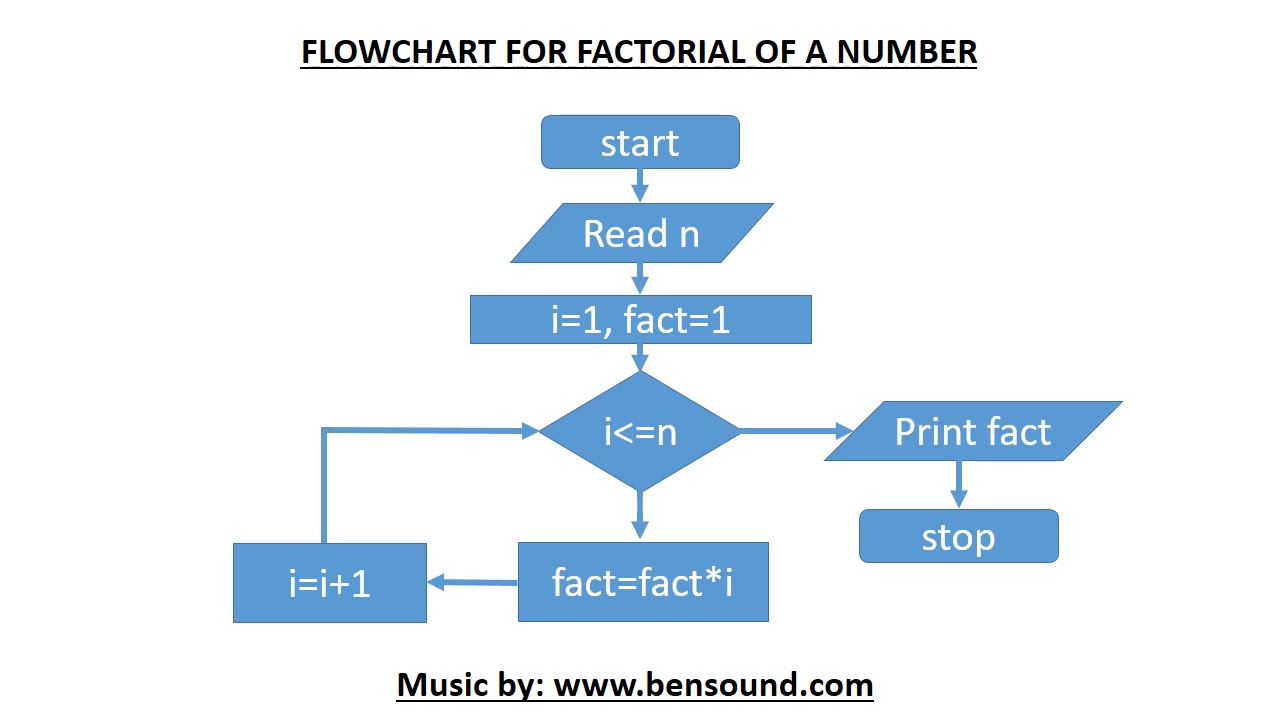 FLOWCHART FOR FACTORIAL OF A NUMBER
start
Read n
i=1, fact=1
i<=n
Print fact
stop
fact=fact*i
i=i+1
Music by: www.bensound.com